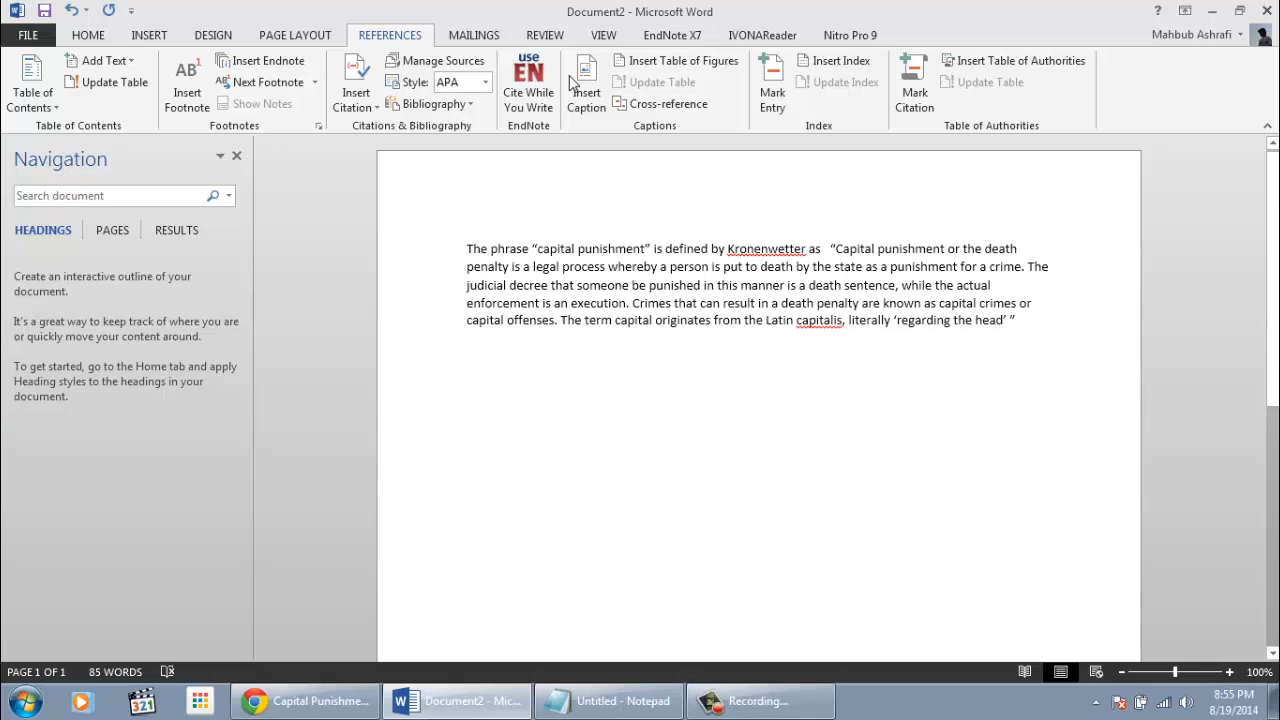 Document2 - Microsoft Word
?
FILE HOME INSERT DESIGN PAGE LAYOUT REFERENCES MAILINGS REVIEW VIEW EndNote X7 IVONAReader Nitro Pro 9 Mahbub Ashrafi
Table of Contents
Add Text
Update Table
Table of Contents
AB1
Insert Footnote
Insert Endnote
Next Footnote
Show Notes
Footnotes
Insert Citation
Manage Sources
Style: APA
Bibliography
Citations & Bibliography
use
EN
Cite While You Write
EndNote
Insert Caption
Insert Table of Figures
Update Table
Cross-reference
Captions
Mark Entry
Insert Index
Update Index
Index
Mark Citation
Insert Table of Authorities
Update Table
Table of Authorities
Navigation
Search document
HEADINGS PAGES RESULTS
Create an interactive outline of your
document.
It's a great way to keep track of where you are
or quickly move your content around.
To get started, go to the Home tab and apply
Heading styles to the headings in your
document.
The phrase “capital punishment” is defined by Kronenwetter as “Capital punishment or the death
penalty is a legal process whereby a person is put to death by the state as a punishment for a crime. The
judicial decree that someone be punished in this manner is a death sentence, while the actual
enforcement is an execution. Crimes that can result in a death penalty are known as capital crimes or
capital offenses. The term capital originates from the Latin capitalis, literally ‘regarding the head’ ”
PAGE 1 OF 1 85 WORDS 100%
321
Capital Punishme... Document2 - Mic... Untitled - Notepad Recording...
8:55 PM
8/19/2014